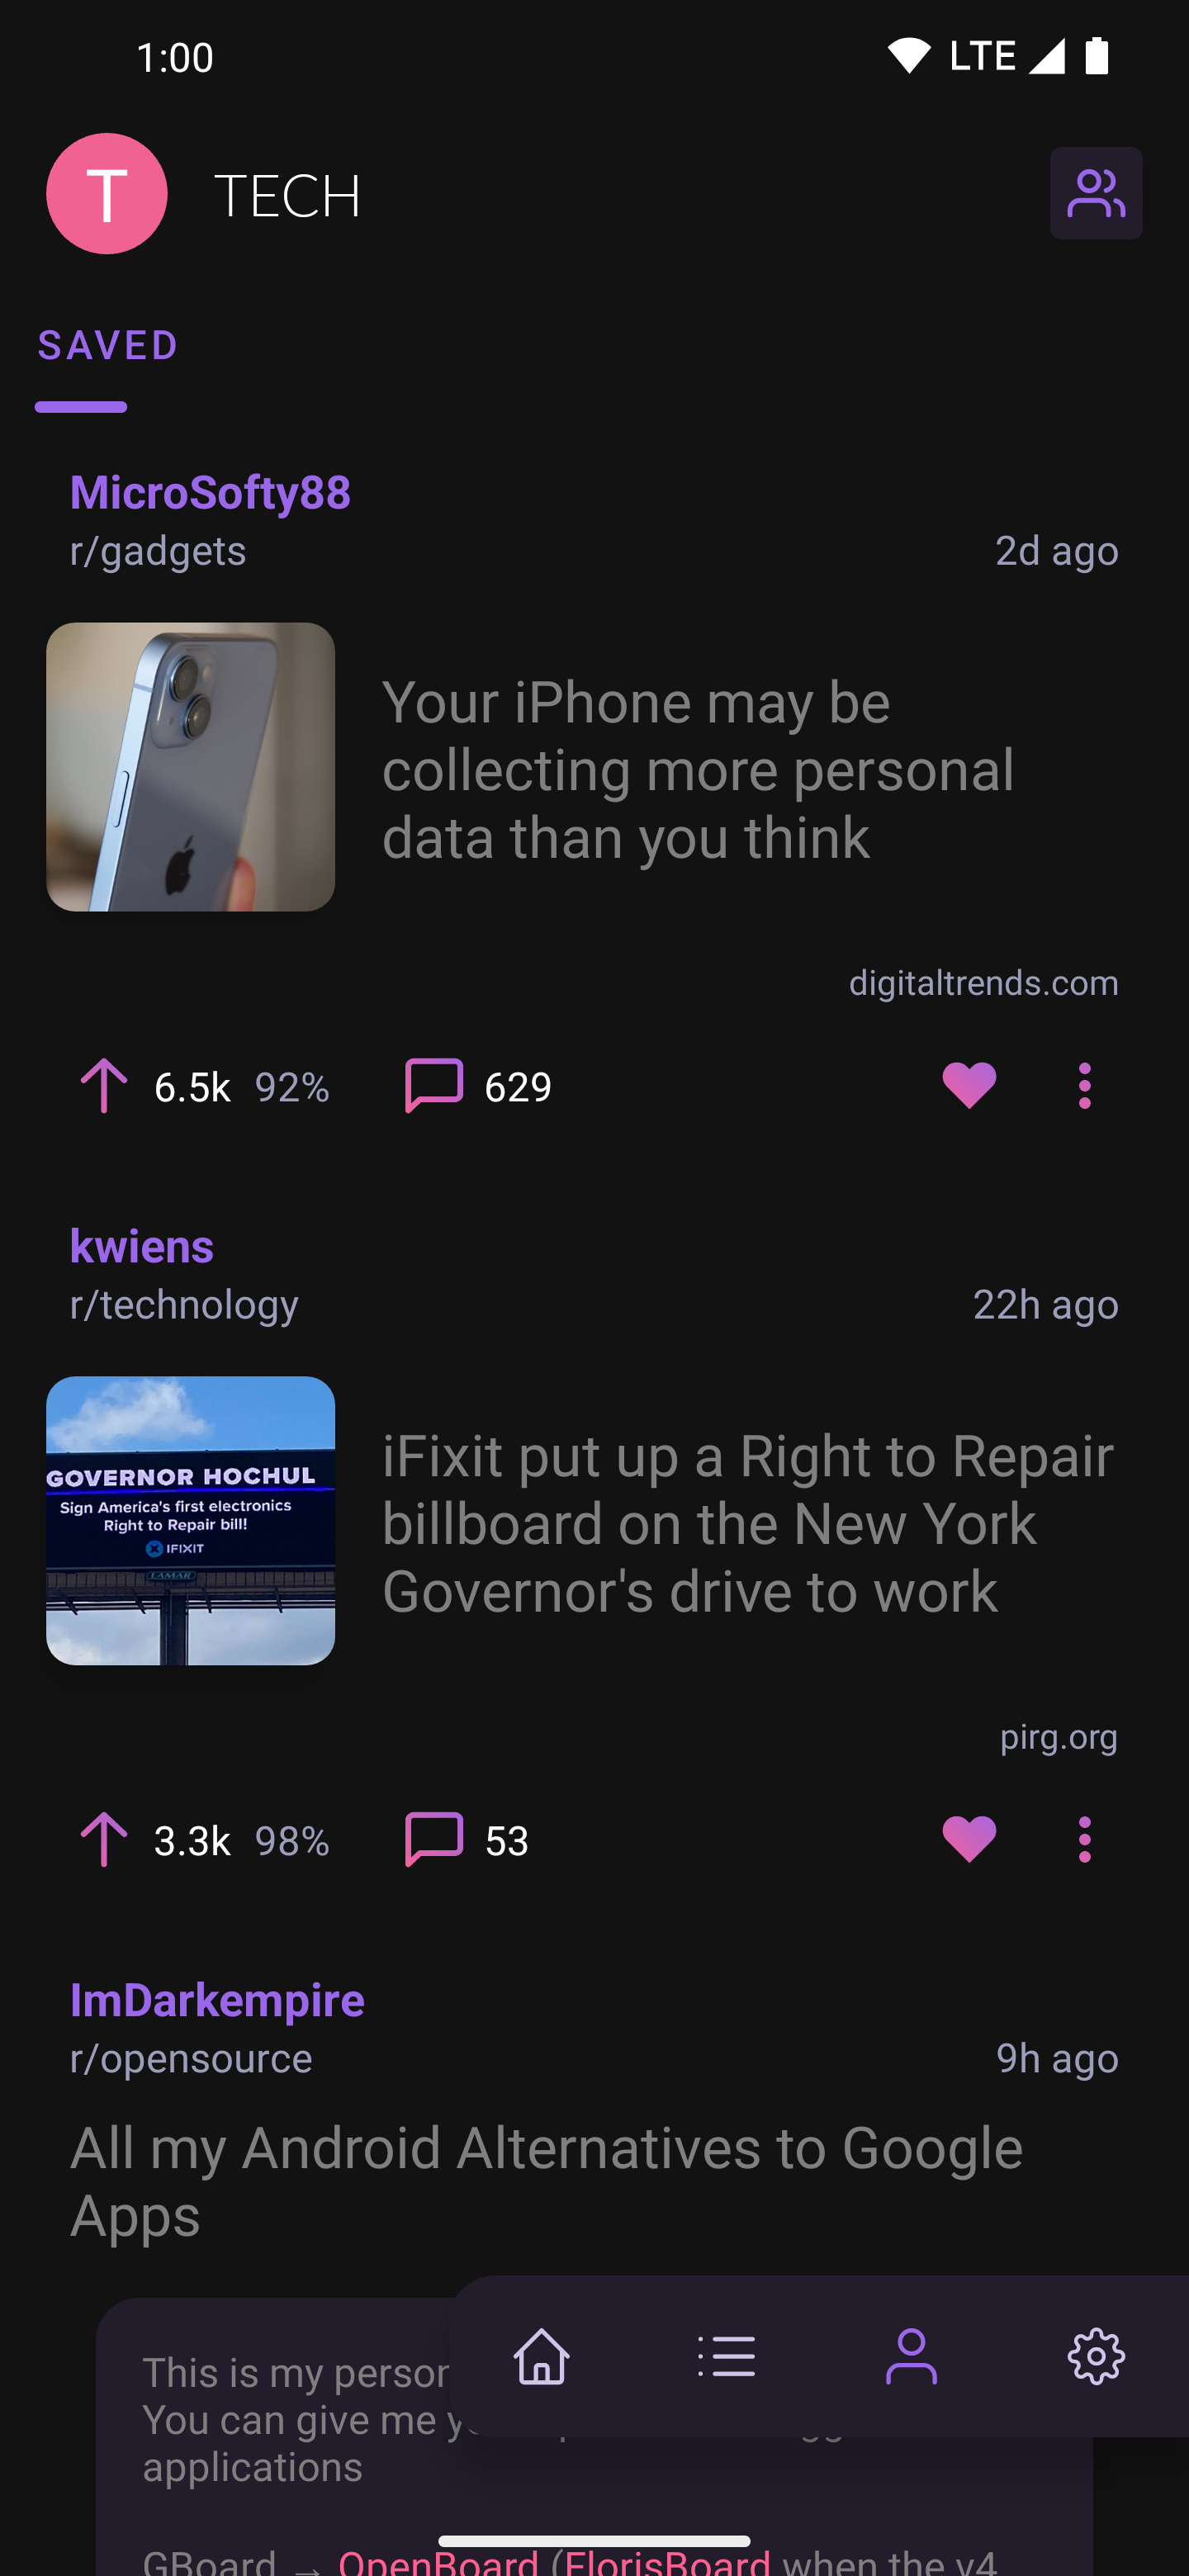 1:00
LTE
T
TECH
SAVED
MicroSofty88
r/gadgets
2d ago
Your iPhone may be
collecting more personal
data than you think
digitaltrends.com
6.5k 92%
629
kwiens
r/technology
22h ago
GOVERNOR HOCHUL
Sign America's first electronics
Right to Repair bill!
IFIXIT
LAMAR
iFixit put up a Right to Repair
billboard on the New York
Governor's drive to work
pirg.org
3.3k 98%
53
ImDarkempire
r/opensource
9h ago
All my Android Alternatives to Google
Apps
This is my
You can give me
applications
GBoard → OpenBoard (FlorisBoard when the v4